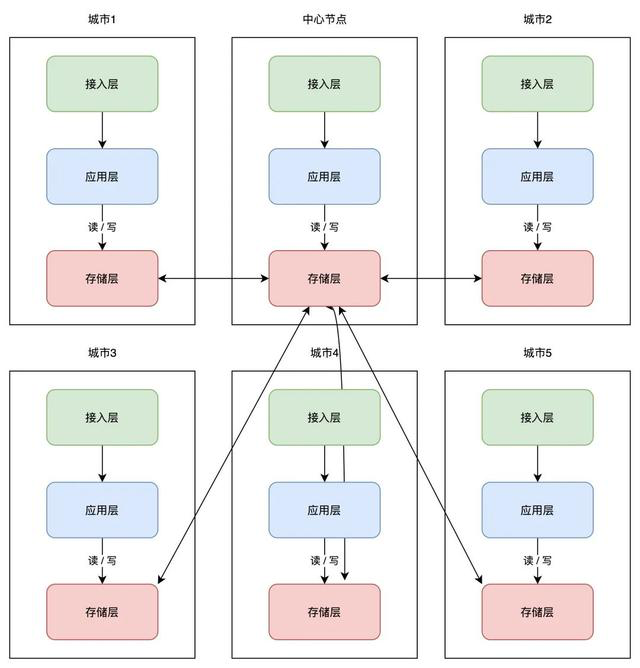 城市1
中心节点
城市2
接入层
接入层
接入层
应用层
应用层
应用层
读 / 写
读 / 写
读 / 写
存储层
存储层
存储层
城市3
城市4
城市5
接入层
接入层
接入层
应用层
应用层
应用层
读 / 写
读 / 写
读 / 写
存储层
存储层
存储层